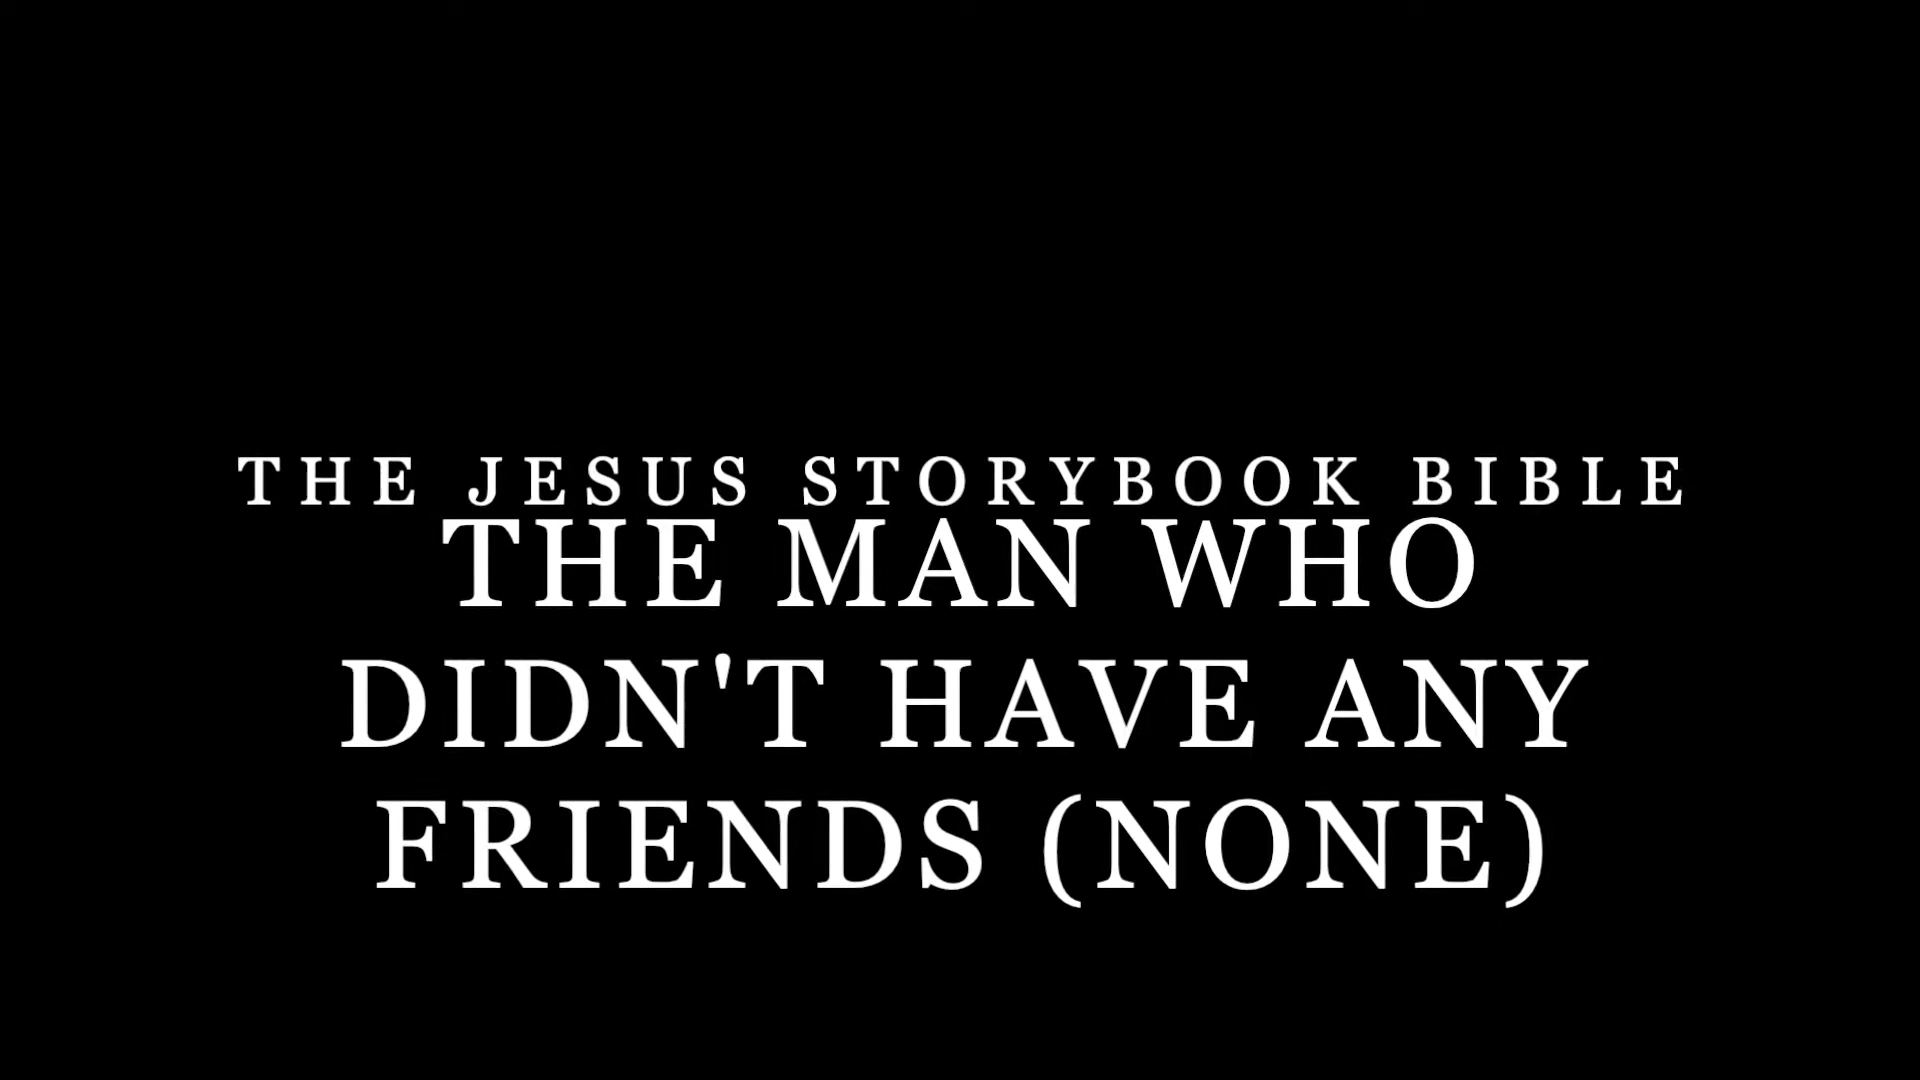 THE JESUS STORYBOOK BIBLE
THE MAN WHO
DIDN'T HAVE ANY
FRIENDS (NONE)